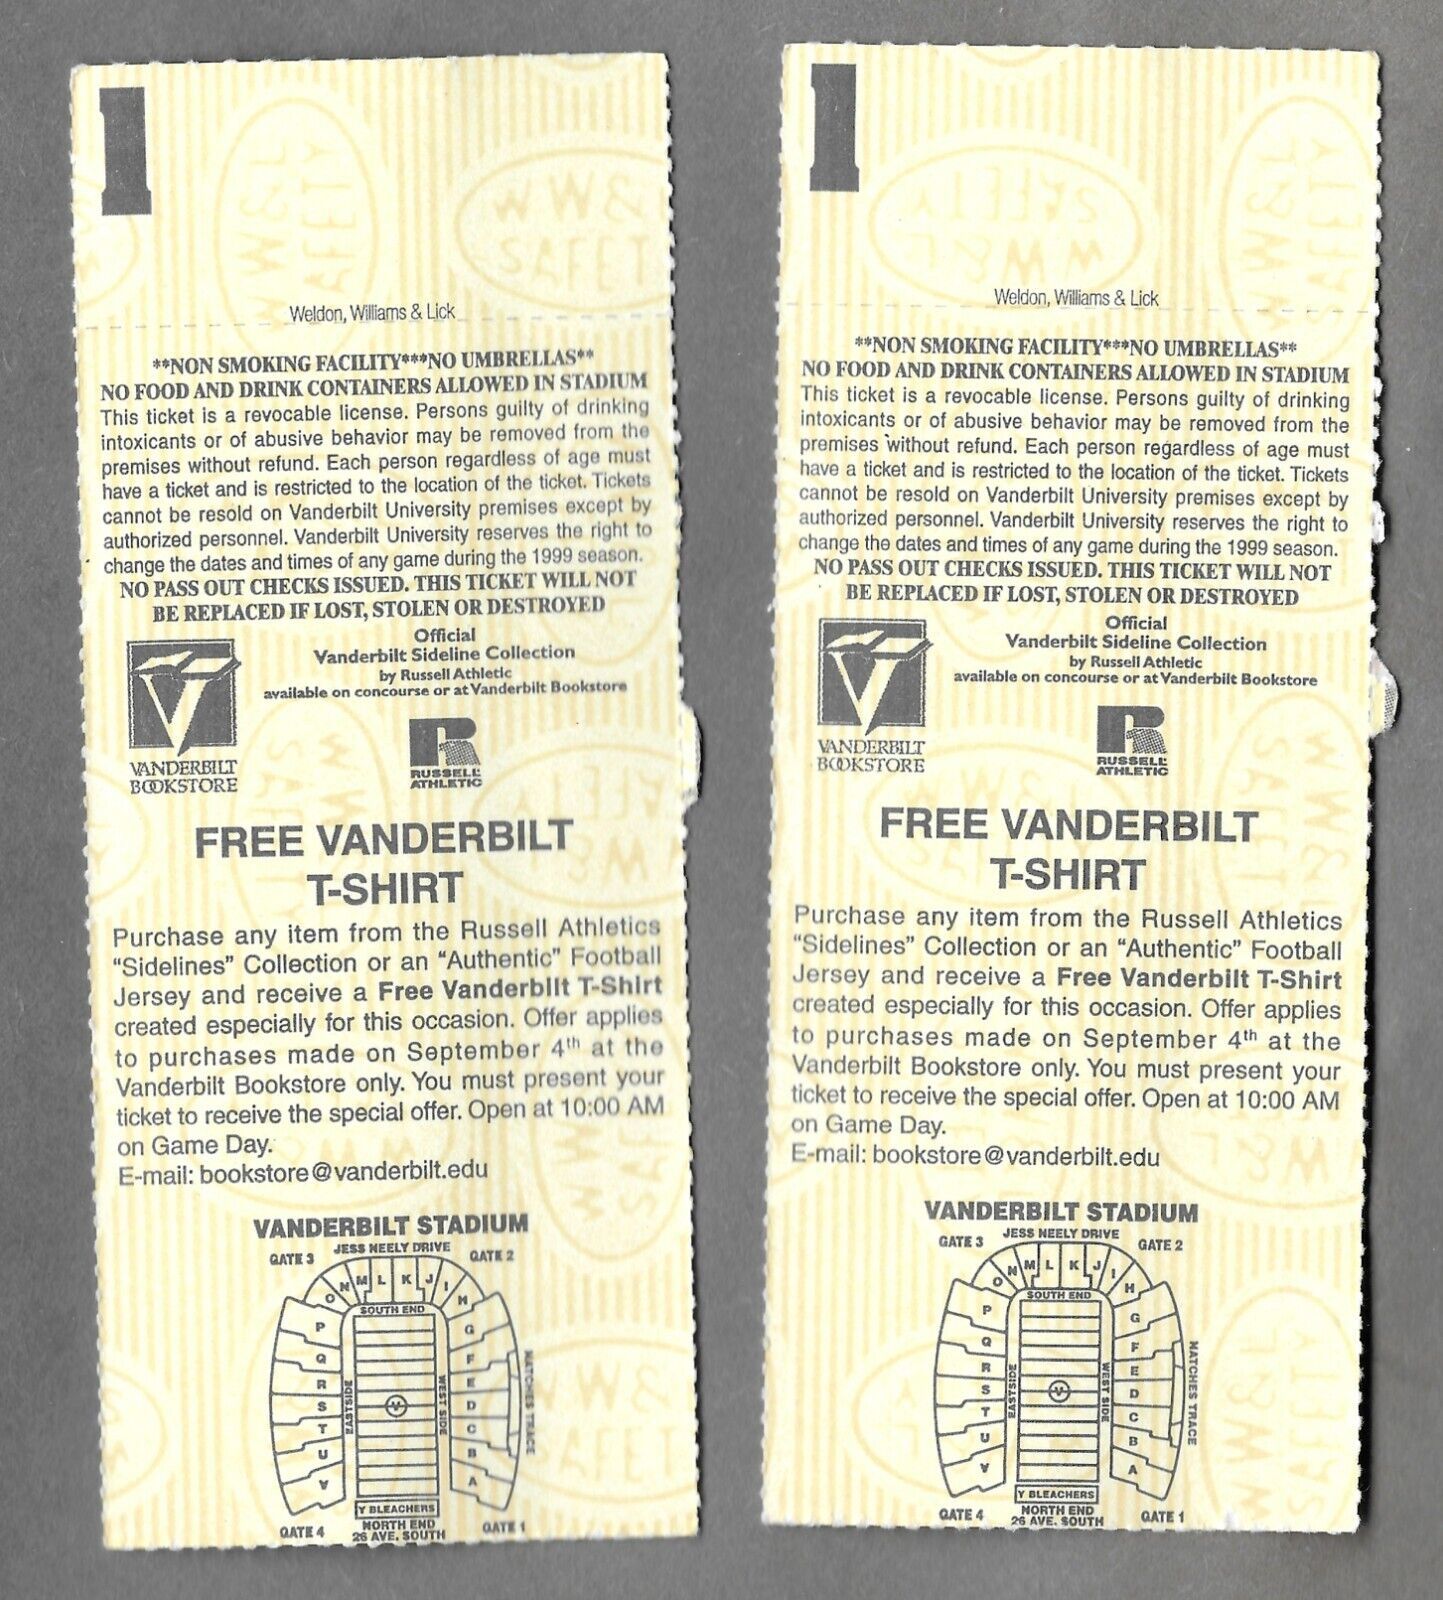 1
Weldon, Williams & Lick
**NON SMOKING FACILITY***NO UMBRELLAS**
NO FOOD AND DRINK CONTAINERS ALLOWED IN STADIUM
This ticket is a revocable license. Persons guilty of drinking
intoxicants or of abusive behavior may be removed from the
premises without refund. Each person regardless of age must
have a ticket and is restricted to the location of the ticket. Tickets
cannot be resold on Vanderbilt University premises except by
authorized personnel. Vanderbilt University reserves the right to
change the dates and times of any game during the 1999 season.
NO PASS OUT CHECKS ISSUED. THIS TICKET WILL NOT
BE REPLACED IF LOST, STOLEN OR DESTROYED
Official
Vanderbilt Sideline Collection
by Russell Athletic
available on concourse or at Vanderbilt Bookstore
V
VANDERBILT
BOOKSTORE
R
RUSSELL
ATHLETIC
FREE VANDERBILT
T-SHIRT
Purchase any item from the Russell Athletics
“Sidelines” Collection or an “Authentic” Football
Jersey and receive a Free Vanderbilt T-Shirt
created especially for this occasion. Offer applies
to purchases made on September 4th at the
Vanderbilt Bookstore only. You must present your
ticket to receive the special offer. Open at 10:00 AM
on Game Day.
E-mail: bookstore@vanderbilt.edu
VANDERBILT STADIUM
JESS NEELY DRIVE
GATE 3
GATE 2
O N M L K J I H
SOUTH END
P
Q
R
S
T
U
V
EASTSIDE
V
WEST SIDE
G
F
E
D
C
B
A
NATCHES TRACE
Y BLEACHERS
NORTH END
26 AVE. SOUTH
GATE 4
GATE 1
1
Weldon, Williams & Lick
**NON SMOKING FACILITY***NO UMBRELLAS**
NO FOOD AND DRINK CONTAINERS ALLOWED IN STADIUM
This ticket is a revocable license. Persons guilty of drinking
intoxicants or of abusive behavior may be removed from the
premises without refund. Each person regardless of age must
have a ticket and is restricted to the location of the ticket. Tickets
cannot be resold on Vanderbilt University premises except by
authorized personnel. Vanderbilt University reserves the right to
change the dates and times of any game during the 1999 season.
NO PASS OUT CHECKS ISSUED. THIS TICKET WILL NOT
BE REPLACED IF LOST, STOLEN OR DESTROYED
Official
Vanderbilt Sideline Collection
by Russell Athletic
available on concourse or at Vanderbilt Bookstore
V
VANDERBILT
BOOKSTORE
R
RUSSELL
ATHLETIC
FREE VANDERBILT
T-SHIRT
Purchase any item from the Russell Athletics
“Sidelines” Collection or an “Authentic” Football
Jersey and receive a Free Vanderbilt T-Shirt
created especially for this occasion. Offer applies
to purchases made on September 4th at the
Vanderbilt Bookstore only. You must present your
ticket to receive the special offer. Open at 10:00 AM
on Game Day.
E-mail: bookstore@vanderbilt.edu
VANDERBILT STADIUM
JESS NEELY DRIVE
GATE 3
GATE 2
O N M L K J I H
SOUTH END
P
Q
R
S
T
U
V
EASTSIDE
V
WEST SIDE
G
F
E
D
C
B
A
NATCHES TRACE
Y BLEACHERS
NORTH END
26 AVE. SOUTH
GATE 4
GATE 1